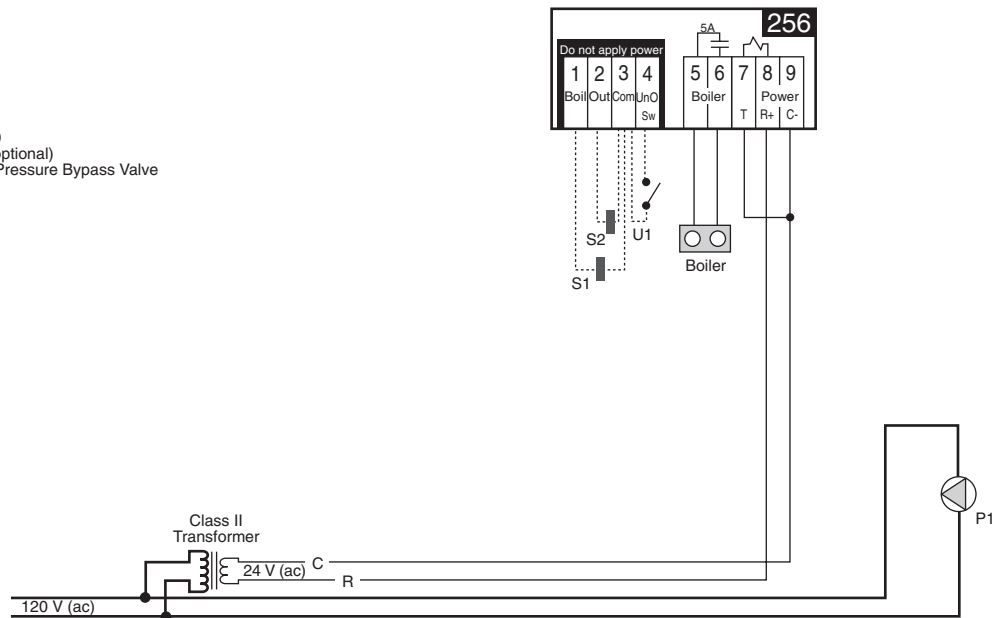 256
5A
Do not apply power
1 2 3 4 5 6 7 8 9
Boil Out Com UnO Boiler Power
Sw T R+ C-
)
ptional)
Pressure Bypass Valve
S2 U1
S1
Boiler
P1
Class II
Transformer
C
24 V (ac)
R
120 V (ac)